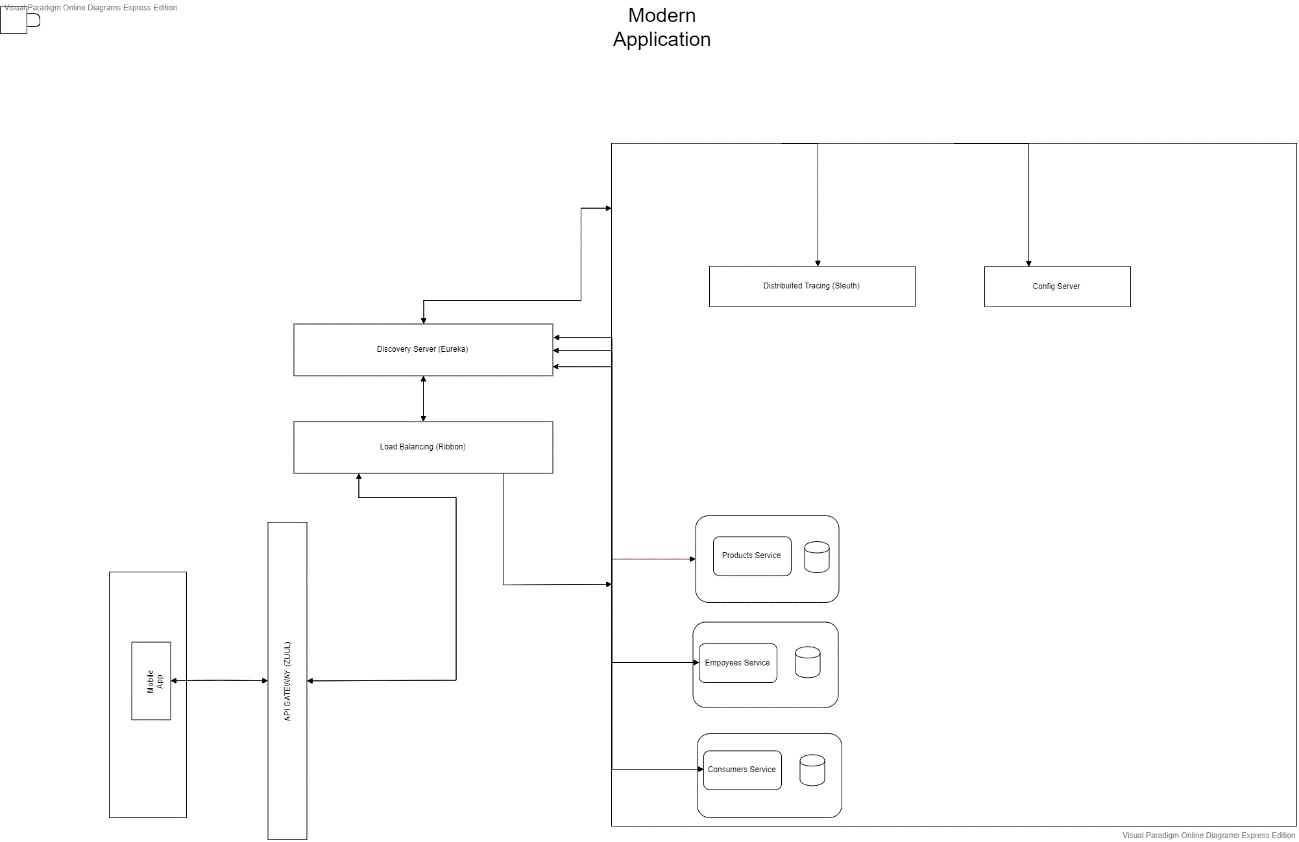 Visual Paradigm Online Diagrams Express Edition
Modern
Application
Distribuited Tracing (Sleuth)
Config Server
Discovery Server (Eureka)
Load Balancing (Ribbon)
Products Service
Empoyees Service
Consumers Service
API GATEWAY (ZUUL)
Mobile
App
Visual Paradigm Online Diagrams Express Edition